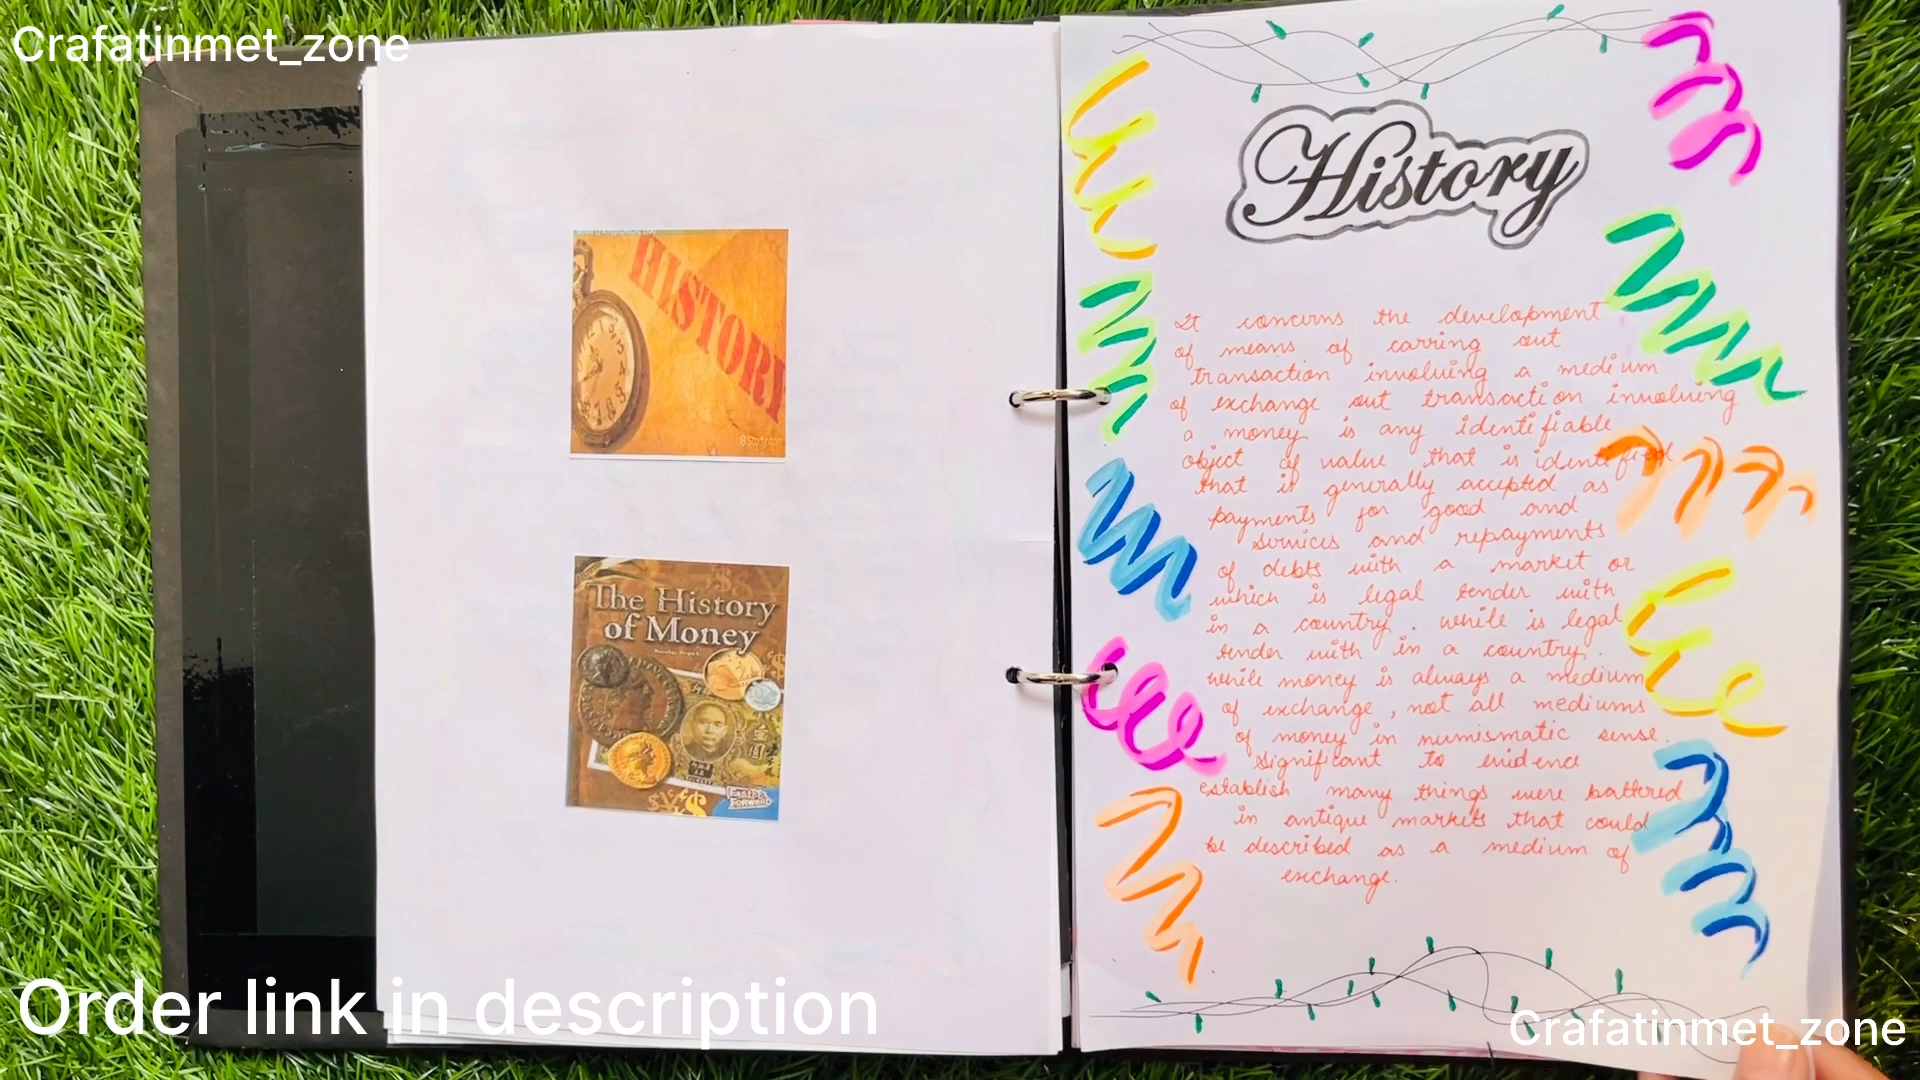 Crafatinmet_zone
HISTORY
@Study.com
The History
of Money
FAST
FORWARD
History
It concerns the development
of means of carring out
transaction involving a medium
of exchange out transaction involving
a money is any identifiable
object of value that is identified
that is generally accepted as
payments for good and
services and repayments
of debts with a market or
which is legal tender with
in a country. while is legal
tender with in a country.
while money is always a medium
of exchange, not all mediums
of money in numismatic sense.
significant to evidence
establish many things were battered
in antique markets that could
be described as a medium of
exchange.
Order link in description
Crafatinmet_zone